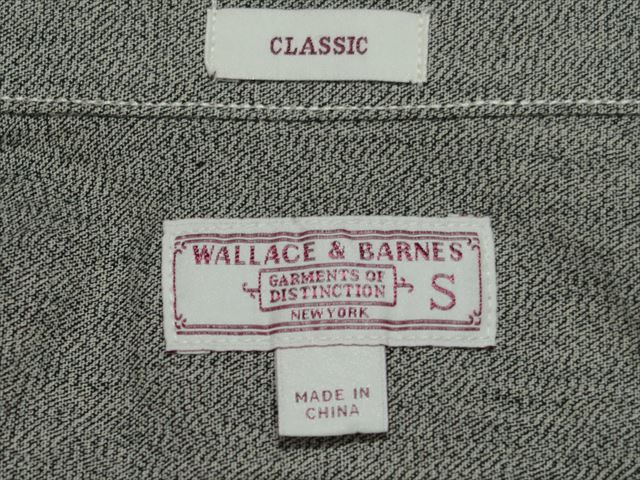 CLASSIC
WALLACE & BARNES
GARMENTS OF
DISTINCTION
S
NEW YORK
MADE IN
CHINA